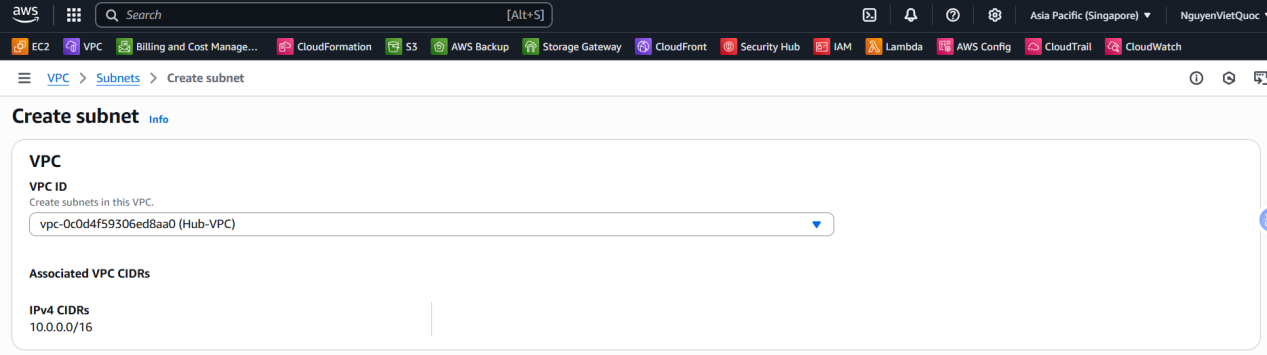 aws
Search [Alt+S] Asia Pacific (Singapore) NguyenVietQuoc
EC2 VPC Billing and Cost Manage... CloudFormation S3 AWS Backup Storage Gateway CloudFront Security Hub IAM Lambda AWS Config CloudTrail CloudWatch
VPC > Subnets > Create subnet
Create subnet Info
VPC
VPC ID
Create subnets in this VPC.
vpc-0c0d4f59306ed8aa0 (Hub-VPC)
Associated VPC CIDRs
IPv4 CIDRs
10.0.0.0/16